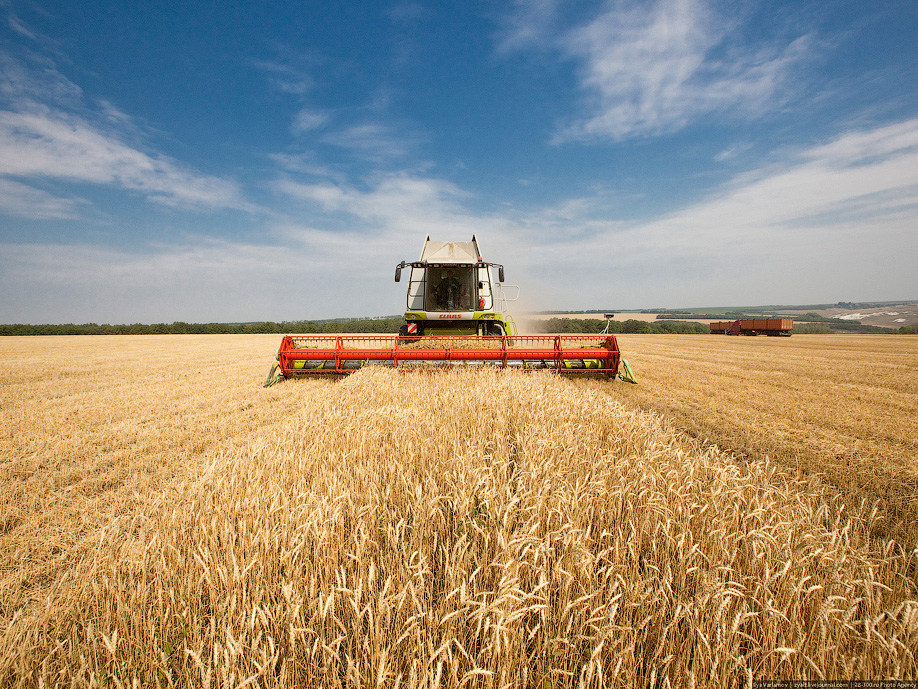 CLAAS
Ilya Varlamov | zyalt.livejournal.com | 28-300.ru Photo Agency